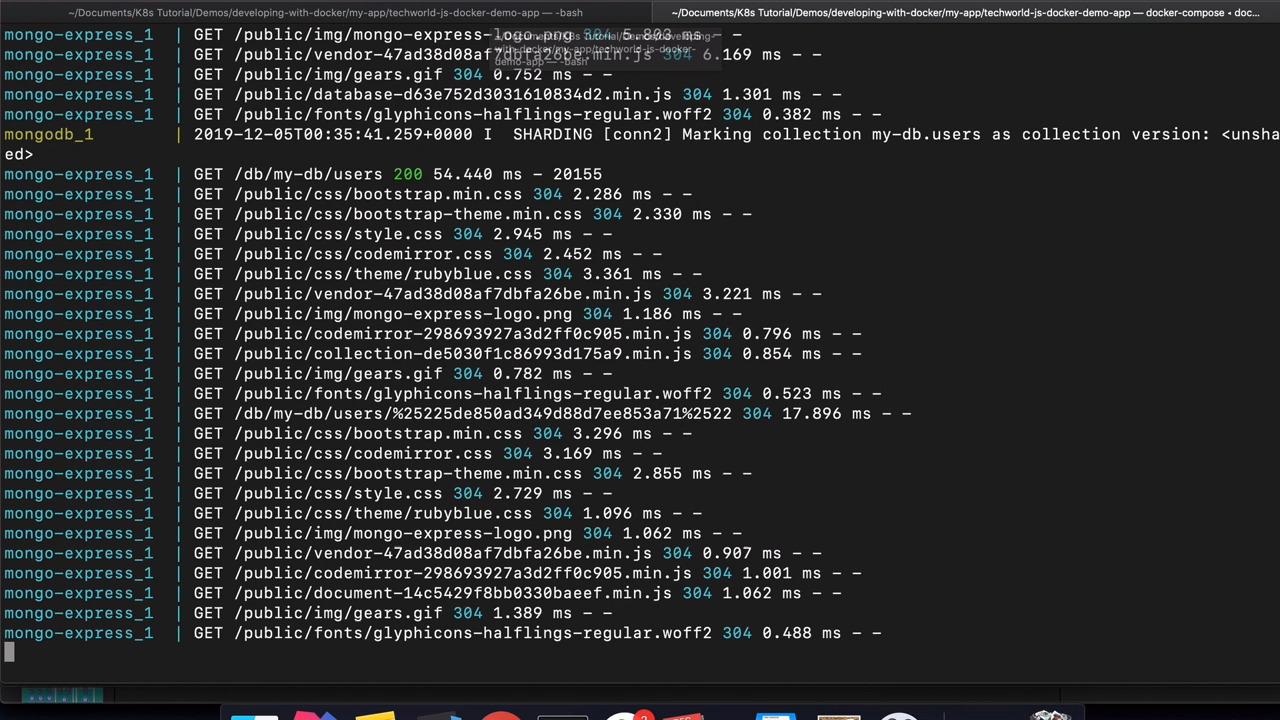 ~/Documents/K8s Tutorial/Demos/developing-with-docker/my-app/techworld-js-docker-demo-app — -bash
~/Documents/K8s Tutorial/Demos/developing-with-docker/my-app/techworld-js-docker-demo-app — docker-compose ◂ doc...
mongo-express_1  | GET /public/img/mongo-express-logo.png 304 5.803 ms - -
mongo-express_1  | GET /public/vendor-47ad38d08af7dbfa26be.min.js 304 6.169 ms - -
mongo-express_1  | GET /public/img/gears.gif 304 0.752 ms - -
mongo-express_1  | GET /public/database-d63e752d3031610834d2.min.js 304 1.301 ms - -
mongo-express_1  | GET /public/fonts/glyphicons-halflings-regular.woff2 304 0.382 ms - -
mongodb_1        | 2019-12-05T00:35:41.259+0000 I  SHARDING [conn2] Marking collection my-db.users as collection version: <unsha
ed>
mongo-express_1  | GET /db/my-db/users 200 54.440 ms - 20155
mongo-express_1  | GET /public/css/bootstrap.min.css 304 2.286 ms - -
mongo-express_1  | GET /public/css/bootstrap-theme.min.css 304 2.330 ms - -
mongo-express_1  | GET /public/css/style.css 304 2.945 ms - -
mongo-express_1  | GET /public/css/codemirror.css 304 2.452 ms - -
mongo-express_1  | GET /public/css/theme/rubyblue.css 304 3.361 ms - -
mongo-express_1  | GET /public/vendor-47ad38d08af7dbfa26be.min.js 304 3.221 ms - -
mongo-express_1  | GET /public/img/mongo-express-logo.png 304 1.186 ms - -
mongo-express_1  | GET /public/codemirror-298693927a3d2ff0c905.min.js 304 0.796 ms - -
mongo-express_1  | GET /public/collection-de5030f1c86993d175a9.min.js 304 0.854 ms - -
mongo-express_1  | GET /public/img/gears.gif 304 0.782 ms - -
mongo-express_1  | GET /public/fonts/glyphicons-halflings-regular.woff2 304 0.523 ms - -
mongo-express_1  | GET /db/my-db/users/%25225de850ad349d88d7ee853a71%2522 304 17.896 ms - -
mongo-express_1  | GET /public/css/bootstrap.min.css 304 3.296 ms - -
mongo-express_1  | GET /public/css/codemirror.css 304 3.169 ms - -
mongo-express_1  | GET /public/css/bootstrap-theme.min.css 304 2.855 ms - -
mongo-express_1  | GET /public/css/style.css 304 2.729 ms - -
mongo-express_1  | GET /public/css/theme/rubyblue.css 304 1.096 ms - -
mongo-express_1  | GET /public/img/mongo-express-logo.png 304 1.062 ms - -
mongo-express_1  | GET /public/vendor-47ad38d08af7dbfa26be.min.js 304 0.907 ms - -
mongo-express_1  | GET /public/codemirror-298693927a3d2ff0c905.min.js 304 1.001 ms - -
mongo-express_1  | GET /public/document-14c5429f8bb0330baeef.min.js 304 1.062 ms - -
mongo-express_1  | GET /public/img/gears.gif 304 1.389 ms - -
mongo-express_1  | GET /public/fonts/glyphicons-halflings-regular.woff2 304 0.488 ms - -